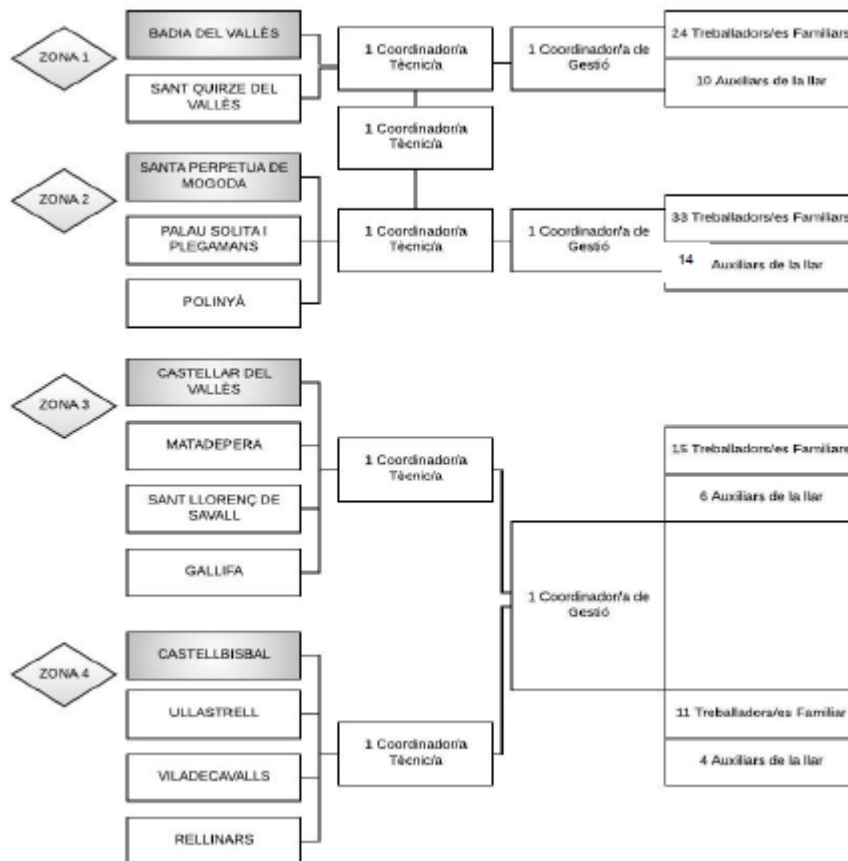 ZONA 1
BADIA DEL VALLÈS
SANT QUIRZE DEL
VALLÈS
1 Coordinador/a
Tècnic/a
1 Coordinador/a de
Gestió
24 Treballadors/es Familiars
10 Auxiliars de la llar
1 Coordinador/a
Tècnic/a
ZONA 2
SANTA PERPETUA DE
MOGODA
PALAU SOLITA I
PLEGAMANS
POLINYÀ
1 Coordinador/a
Tècnic/a
1 Coordinador/a de
Gestió
33 Treballadors/es Familiars
14 Auxiliars de la llar
ZONA 3
CASTELLAR DEL
VALLÈS
MATADEPERA
SANT LLORENÇ DE
SAVALL
GALLIFA
1 Coordinador/a
Tècnic/a
15 Treballadors/es Familiars
6 Auxiliars de la llar
1 Coordinador/a de
Gestió
ZONA 4
CASTELLBISBAL
ULLASTRELL
VILADECAVALLS
RELLINARS
1 Coordinador/a
Tècnic/a
11 Treballadors/es Familiar
4 Auxiliars de la llar